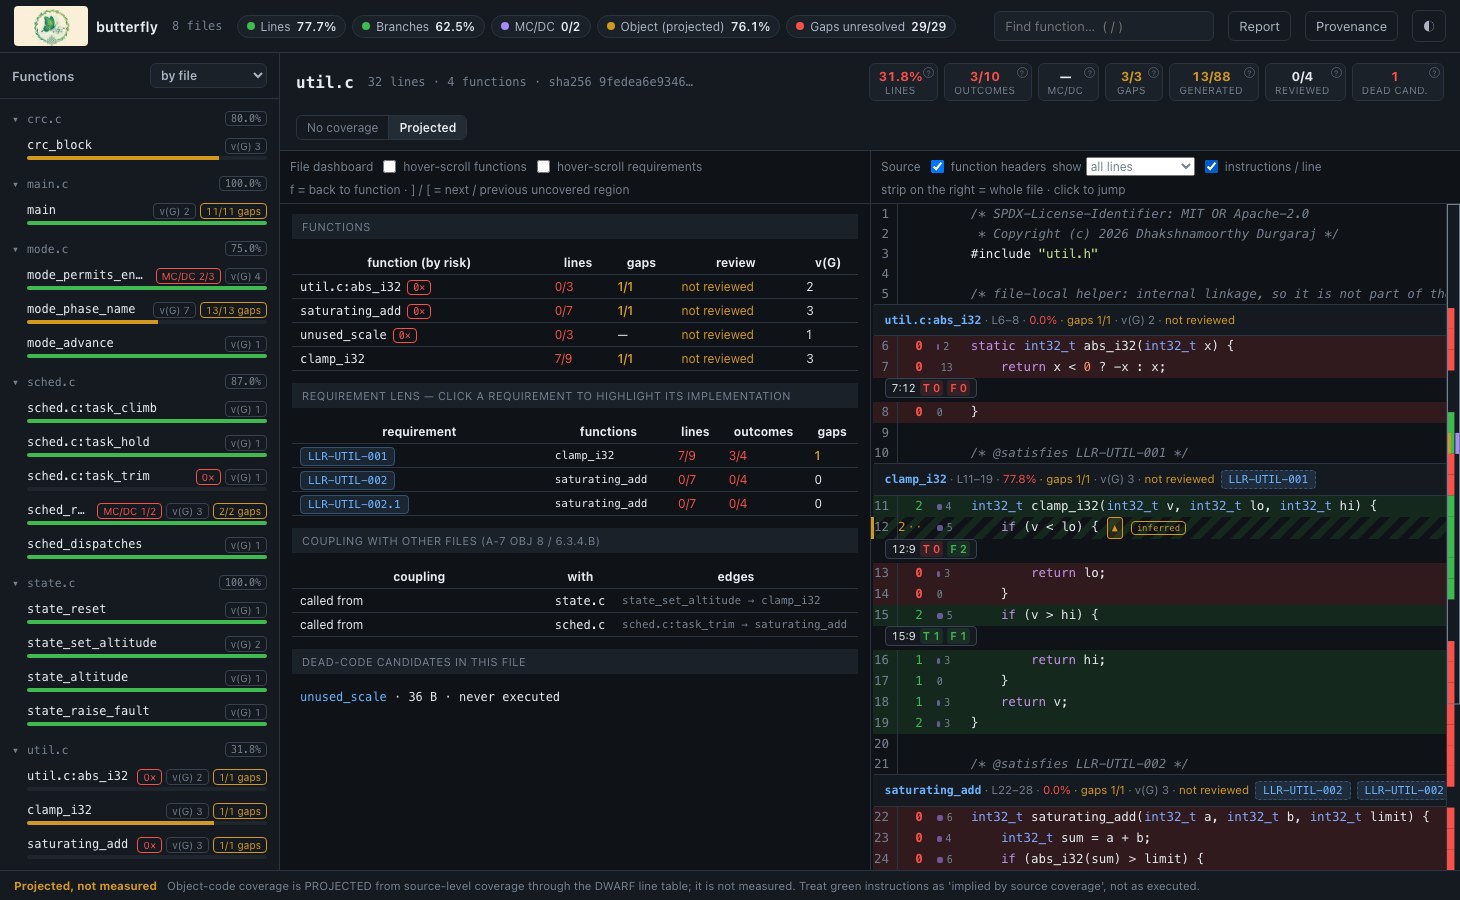 butterfly 8 files Lines 77.7% Branches 62.5% MC/DC 0/2 Object (projected) 76.1% Gaps unresolved 29/29 Find function… ( / ) Report Provenance
Functions by file
crc.c 80.0%
crc_block v(G) 3
main.c 100.0%
main v(G) 2 11/11 gaps
mode.c 75.0%
mode_permits_en… MC/DC 2/3 v(G) 4
mode_phase_name v(G) 7 13/13 gaps
mode_advance v(G) 1
sched.c 87.0%
sched.c:task_climb v(G) 1
sched.c:task_hold v(G) 1
sched.c:task_trim 0× v(G) 1
sched_r… MC/DC 1/2 v(G) 3 2/2 gaps
sched_dispatches v(G) 1
state.c 100.0%
state_reset v(G) 1
state_set_altitude v(G) 2
state_altitude v(G) 1
state_raise_fault v(G) 1
util.c 31.8%
util.c:abs_i32 0× v(G) 2 1/1 gaps
clamp_i32 v(G) 3 1/1 gaps
saturating_add 0× v(G) 3 1/1 gaps
util.c 32 lines · 4 functions · sha256 9fedea6e9346…
31.8% ? LINES
3/10 ? OUTCOMES
— ? MC/DC
3/3 ? GAPS
13/88 ? GENERATED
0/4 ? REVIEWED
1 ? DEAD CAND.
No coverage Projected
File dashboard hover-scroll functions hover-scroll requirements
f = back to function · ] / [ = next / previous uncovered region
FUNCTIONS
function (by risk) lines gaps review v(G)
util.c:abs_i32 0× 0/3 1/1 not reviewed 2
saturating_add 0× 0/7 1/1 not reviewed 3
unused_scale 0× 0/3 — not reviewed 1
clamp_i32 7/9 1/1 not reviewed 3
REQUIREMENT LENS — CLICK A REQUIREMENT TO HIGHLIGHT ITS IMPLEMENTATION
requirement functions lines outcomes gaps
LLR-UTIL-001 clamp_i32 7/9 3/4 1
LLR-UTIL-002 saturating_add 0/7 0/4 0
LLR-UTIL-002.1 saturating_add 0/7 0/4 0
COUPLING WITH OTHER FILES (A-7 OBJ 8 / 6.3.4.B)
coupling with edges
called from state.c state_set_altitude → clamp_i32
called from sched.c sched.c:task_trim → saturating_add
DEAD-CODE CANDIDATES IN THIS FILE
unused_scale · 36 B · never executed
Source function headers show all lines instructions / line
strip on the right = whole file · click to jump
1 /* SPDX-License-Identifier: MIT OR Apache-2.0
2 * Copyright (c) 2026 Dhakshnamoorthy Durgaraj */
3 #include "util.h"
4
5 /* file-local helper: internal linkage, so it is not part of th
util.c:abs_i32 · L6–8 · 0.0% · gaps 1/1 · v(G) 2 · not reviewed
6 0 2 static int32_t abs_i32(int32_t x) {
7 0 13 return x < 0 ? -x : x;
7:12 T 0 F 0
8 0 0 }
9
10 /* @satisfies LLR-UTIL-001 */
clamp_i32 · L11–19 · 77.8% · gaps 1/1 · v(G) 3 · not reviewed LLR-UTIL-001
11 2 4 int32_t clamp_i32(int32_t v, int32_t lo, int32_t hi) {
12 2·· 5 if (v < lo) { ▲ inferred
12:9 T 0 F 2
13 0 3 return lo;
14 0 0 }
15 2 5 if (v > hi) {
15:9 T 1 F 1
16 1 3 return hi;
17 1 0 }
18 1 3 return v;
19 2 3 }
20
21 /* @satisfies LLR-UTIL-002 */
saturating_add · L22–28 · 0.0% · gaps 1/1 · v(G) 3 · not reviewed LLR-UTIL-002 LLR-UTIL-002
22 0 6 int32_t saturating_add(int32_t a, int32_t b, int32_t limit) {
23 0 4 int32_t sum = a + b;
24 0 6 if (abs_i32(sum) > limit) {
Projected, not measured Object-code coverage is PROJECTED from source-level coverage through the DWARF line table; it is not measured. Treat green instructions as 'implied by source coverage', not as executed.